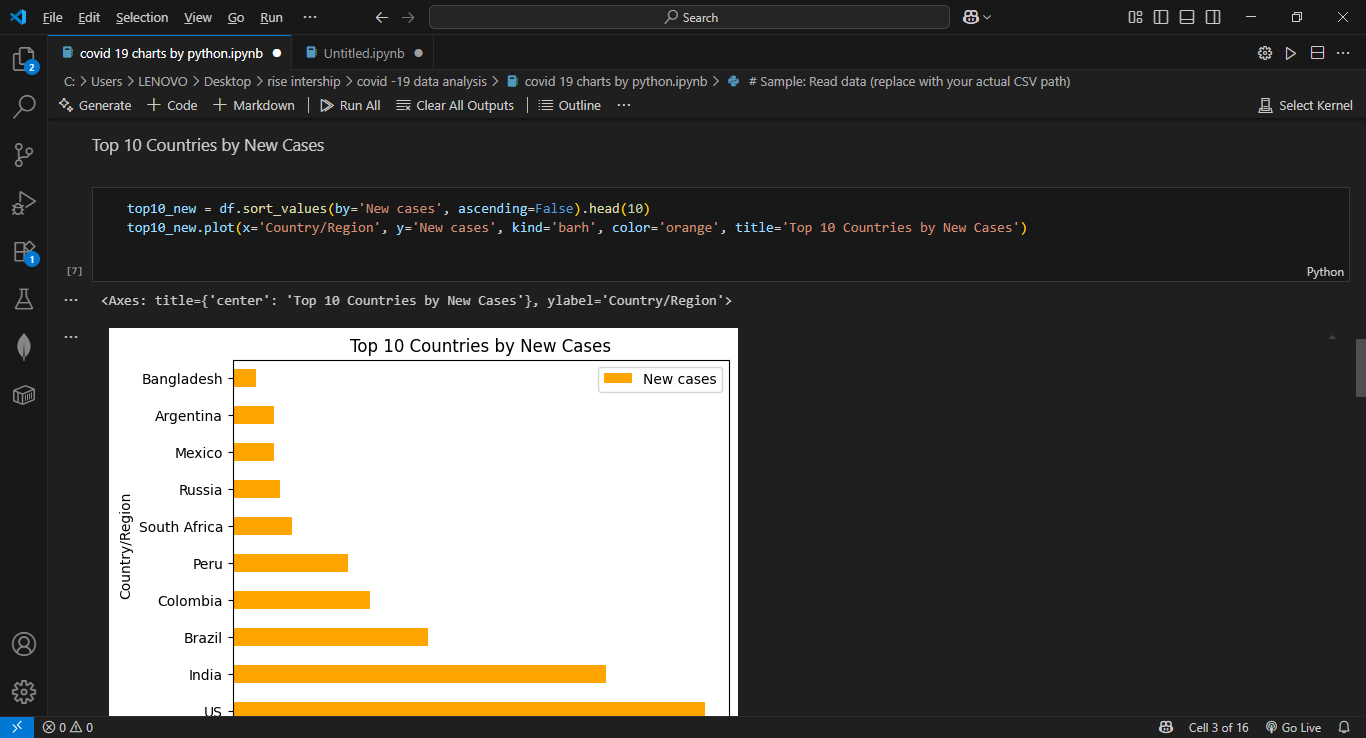 File Edit Selection View Go Run ··· Search
2 covid 19 charts by python.ipynb Untitled.ipynb
C: > Users > LENOVO > Desktop > rise intership > covid -19 data analysis > covid 19 charts by python.ipynb > # Sample: Read data (replace with your actual CSV path)
Generate + Code + Markdown Run All Clear All Outputs Outline ··· Select Kernel
Top 10 Countries by New Cases
top10_new = df.sort_values(by='New cases', ascending=False).head(10)
top10_new.plot(x='Country/Region', y='New cases', kind='barh', color='orange', title='Top 10 Countries by New Cases')
1
[7] Python
<Axes: title={'center': 'Top 10 Countries by New Cases'}, ylabel='Country/Region'>
Top 10 Countries by New Cases
New cases
Bangladesh
Argentina
Mexico
Russia
South Africa
Peru
Colombia
Brazil
India
US
Country/Region
0 0 Cell 3 of 16 Go Live